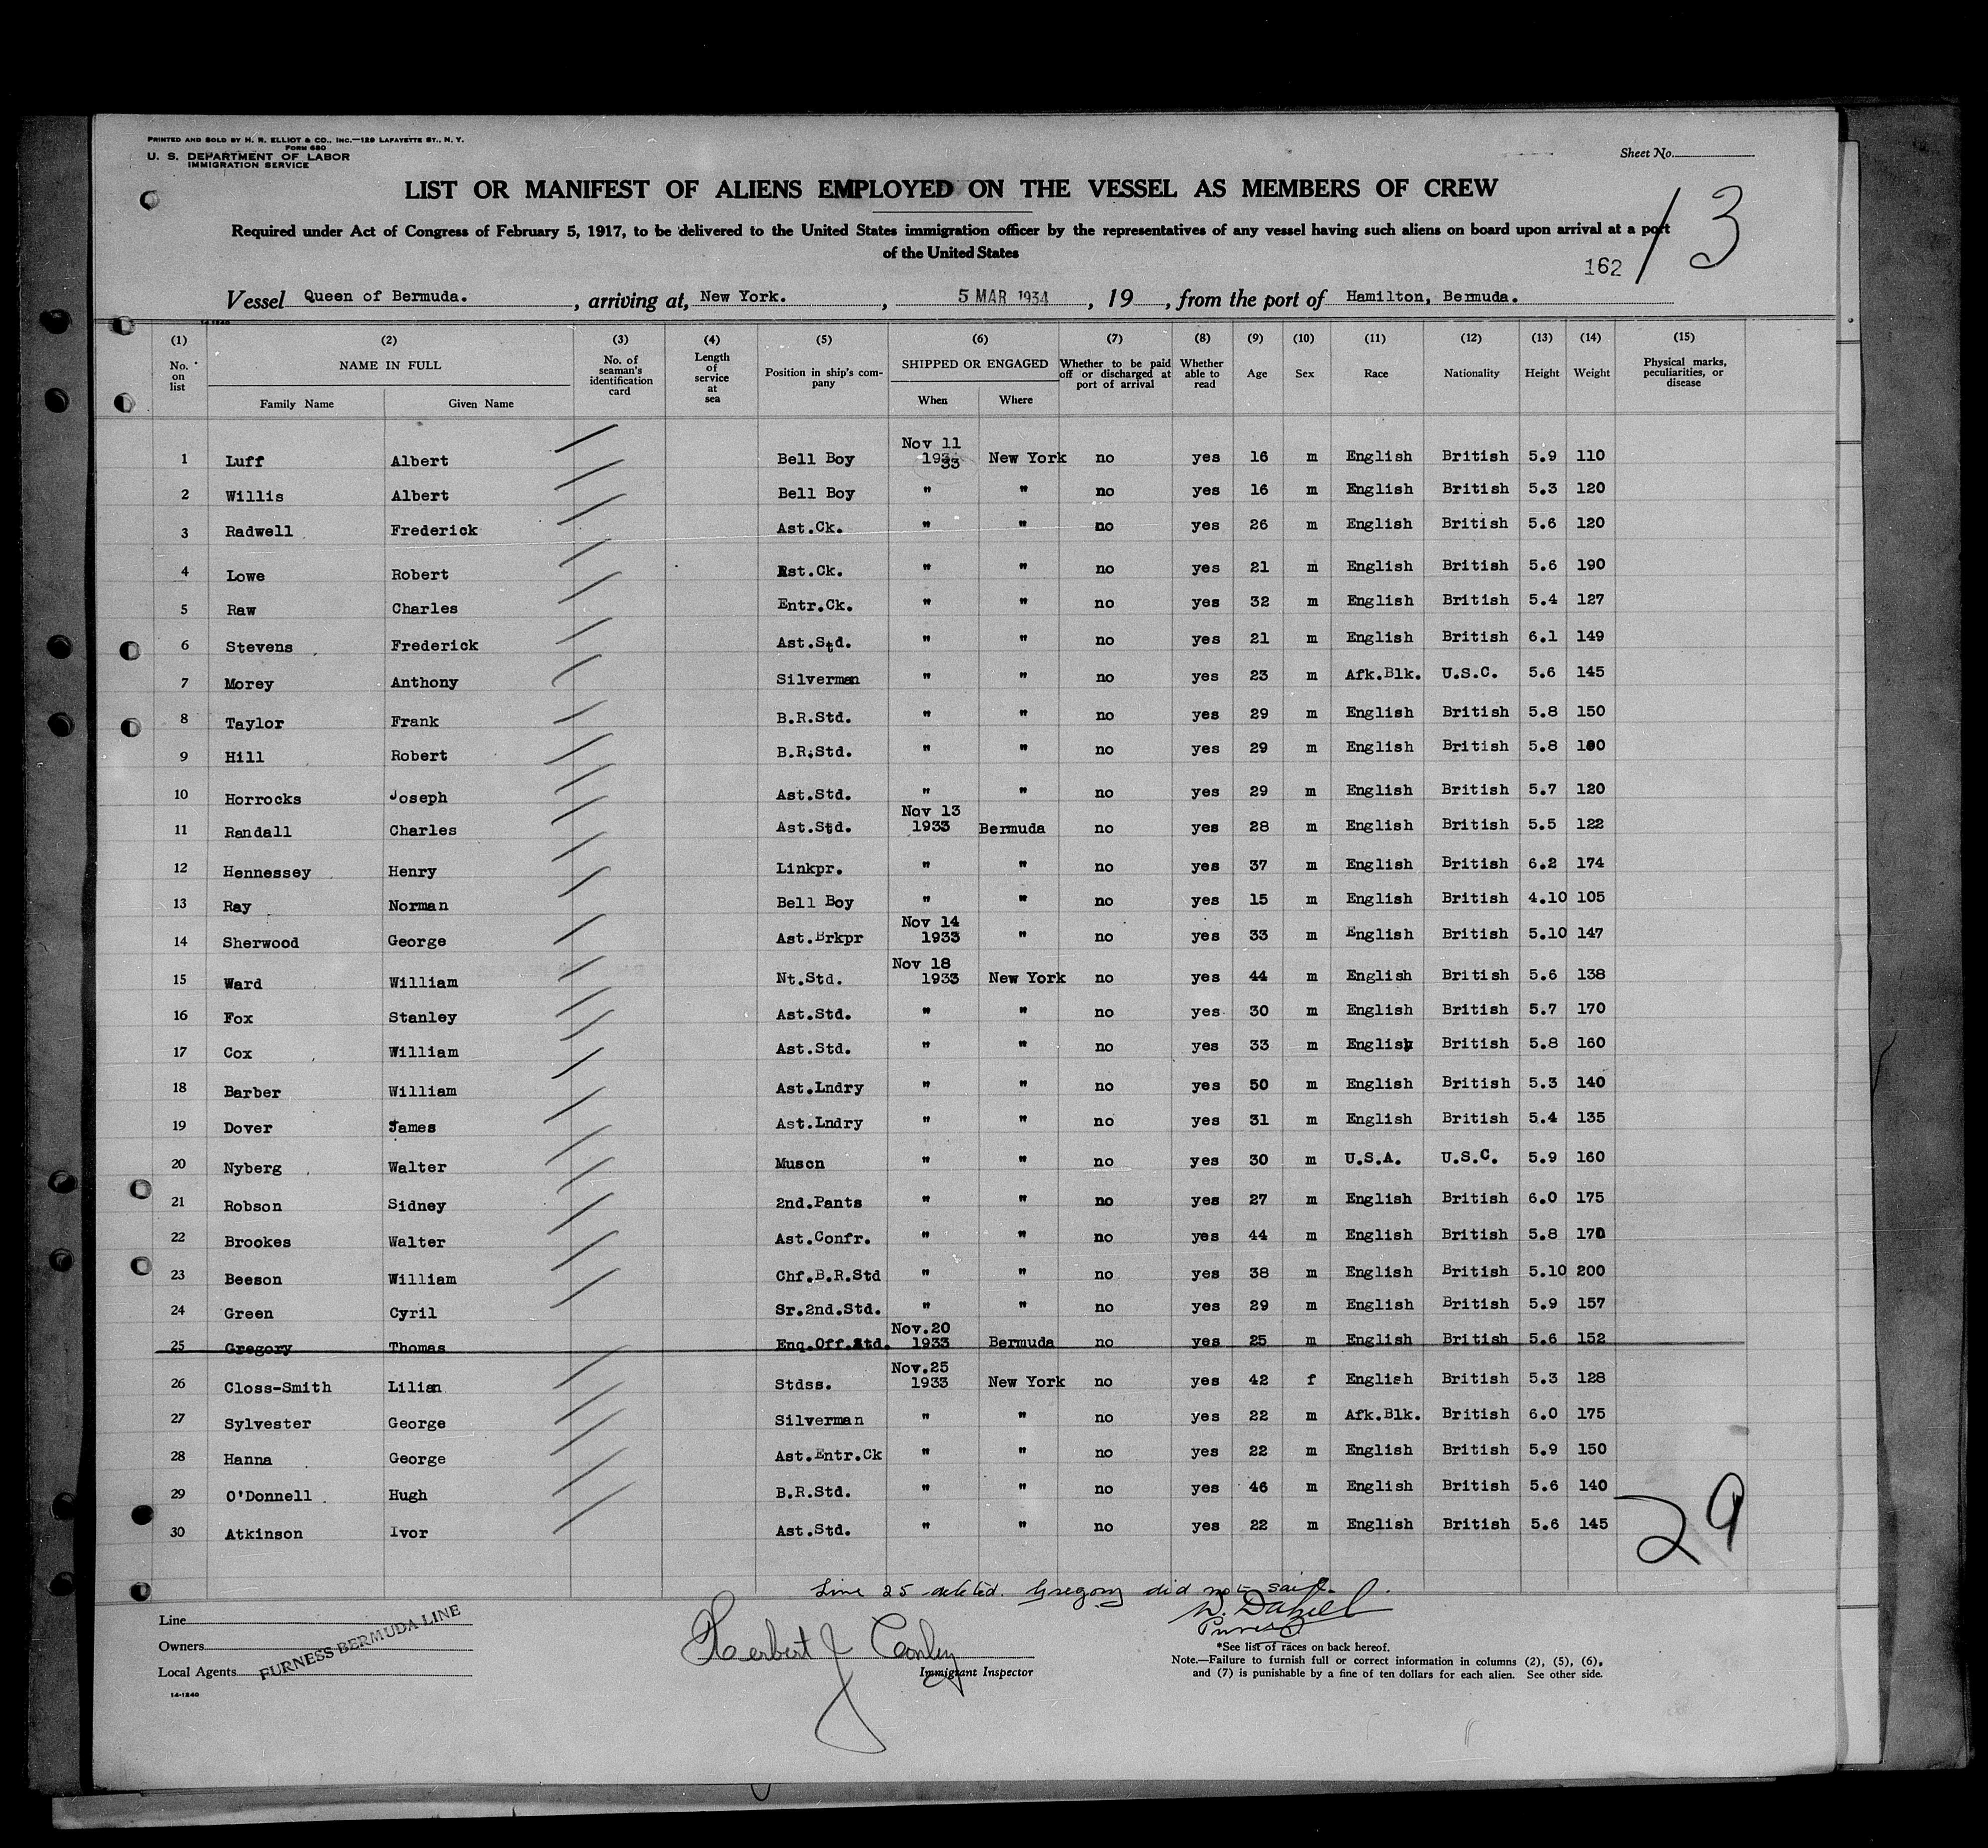 PRINTED AND SOLD BY H. R. ELLIOT & CO., INC.—129 LAFAYETTE ST., N. Y.
FORM 680
U. S. DEPARTMENT OF LABOR
IMMIGRATION SERVICE
Sheet No.
LIST OR MANIFEST OF ALIENS EMPLOYED ON THE VESSEL AS MEMBERS OF CREW
13
Required under Act of Congress of February 5, 1917, to be delivered to the United States immigration officer by the representatives of any vessel having such aliens on board upon arrival at a port
of the United States
162
Vessel Queen of Bermuda. , arriving at, New York. , 5 MAR 1934 , 19 , from the port of Hamilton, Bermuda.
14-1240
(1) (2) (3) (4) (5) (6) (7) (8) (9) (10) (11) (12) (13) (14) (15)
No. on list NAME IN FULL Family Name Given Name No. of seaman's identification card Length of service at sea Position in ship's company SHIPPED OR ENGAGED When Where Whether to be paid off or discharged at port of arrival Whether able to read Age Sex Race Nationality Height Weight Physical marks, peculiarities, or disease
1 Luff Albert Bell Boy Nov 11 1933 New York no yes 16 m English British 5.9 110
2 Willis Albert Bell Boy " " no yes 16 m English British 5.3 120
3 Radwell Frederick Ast.Ck. " " no yes 26 m English British 5.6 120
4 Lowe Robert Ast.Ck. " " no yes 21 m English British 5.6 190
5 Raw Charles Entr.Ck. " " no yes 32 m English British 5.4 127
6 Stevens Frederick Ast.Std. " " no yes 21 m English British 6.1 149
7 Morey Anthony Silverman " " no yes 23 m Afk.Blk. U.S.C. 5.6 145
8 Taylor Frank B.R.Std. " " no yes 29 m English British 5.8 150
9 Hill Robert B.R.Std. " " no yes 29 m English British 5.8 100
10 Horrocks Joseph Ast.Std. " " no yes 29 m English British 5.7 120
11 Randall Charles Ast.Std. Nov 13 1933 Bermuda no yes 28 m English British 5.5 122
12 Hennessey Henry Linkpr. " " no yes 37 m English British 6.2 174
13 Ray Norman Bell Boy " " no yes 15 m English British 4.10 105
14 Sherwood George Ast.Brkpr Nov 14 1933 " no yes 33 m English British 5.10 147
15 Ward William Nt.Std. Nov 18 1933 New York no yes 44 m English British 5.6 138
16 Fox Stanley Ast.Std. " " no yes 30 m English British 5.7 170
17 Cox William Ast.Std. " " no yes 33 m English British 5.8 160
18 Barber William Ast.Lndry " " no yes 50 m English British 5.3 140
19 Dover James Ast.Lndry " " no yes 31 m English British 5.4 135
20 Nyberg Walter Muscn " " no yes 30 m U.S.A. U.S.C. 5.9 160
21 Robson Sidney 2nd.Pants " " no yes 27 m English British 6.0 175
22 Brookes Walter Ast.Confr. " " no yes 44 m English British 5.8 170
23 Beeson William Chf.B.R.Std " " no yes 38 m English British 5.10 200
24 Green Cyril Sr.2nd.Std. " " no yes 29 m English British 5.9 157
25 Gregory Thomas Enq.Off.Std. Nov.20 1933 Bermuda no yes 25 m English British 5.6 152
26 Closs-Smith Lilian Stdss. Nov.25 1933 New York no yes 42 f English British 5.3 128
27 Sylvester George Silverman " " no yes 22 m Afk.Blk. British 6.0 175
28 Hanna George Ast.Entr.Ck " " no yes 22 m English British 5.9 150
29 O'Donnell Hugh B.R.Std. " " no yes 46 m English British 5.6 140
30 Atkinson Ivor Ast.Std. " " no yes 22 m English British 5.6 145
29
Line 25 deleted. Gregory did not sail.
Line
Owners
Local Agents
FURNESS BERMUDA LINE
14-1240
Herbert J Conley
Immigrant Inspector
Purser
*See list of races on back hereof.
Note.—Failure to furnish full or correct information in columns (2), (5), (6),
and (7) is punishable by a fine of ten dollars for each alien. See other side.